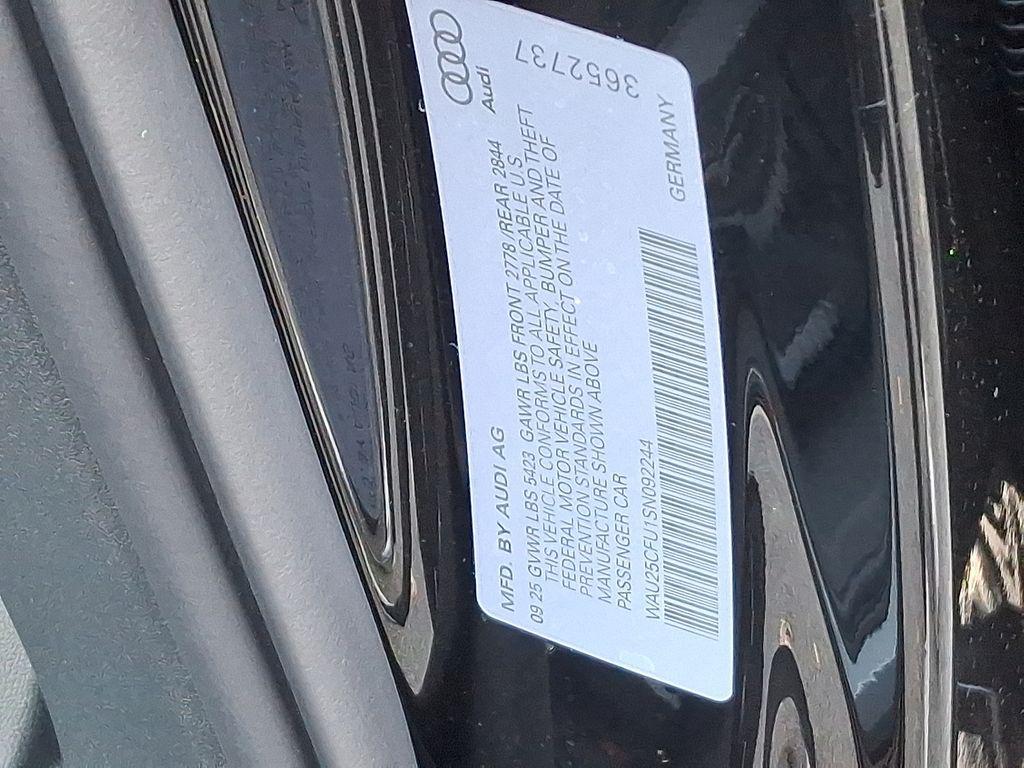 MFD. BY AUDI AG
Audi
09 25 GVWR LBS 5423 GAWR LBS FRONT 2778 /REAR 2844
THIS VEHICLE CONFORMS TO ALL APPLICABLE U.S.
FEDERAL MOTOR VEHICLE SAFETY, BUMPER AND THEFT
PREVENTION STANDARDS IN EFFECT ON THE DATE OF
MANUFACTURE SHOWN ABOVE
PASSENGER CAR
3652737
WAU25CFU1SN092244
GERMANY